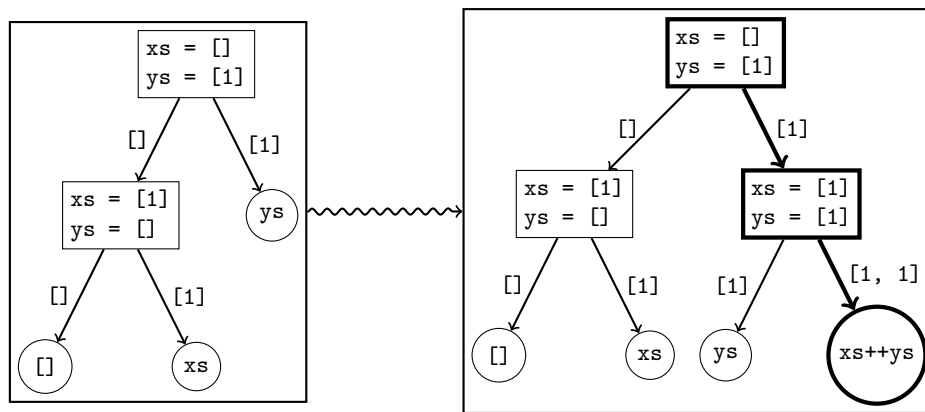 xs = []
ys = [1]
[]
[1]
xs = [1]
ys = []
ys
[]
[1]
[]
xs
xs = []
ys = [1]
[]
[1]
xs = [1]
ys = []
xs = [1]
ys = [1]
[]
[1]
[1]
[1, 1]
[]
xs
ys
xs++ys